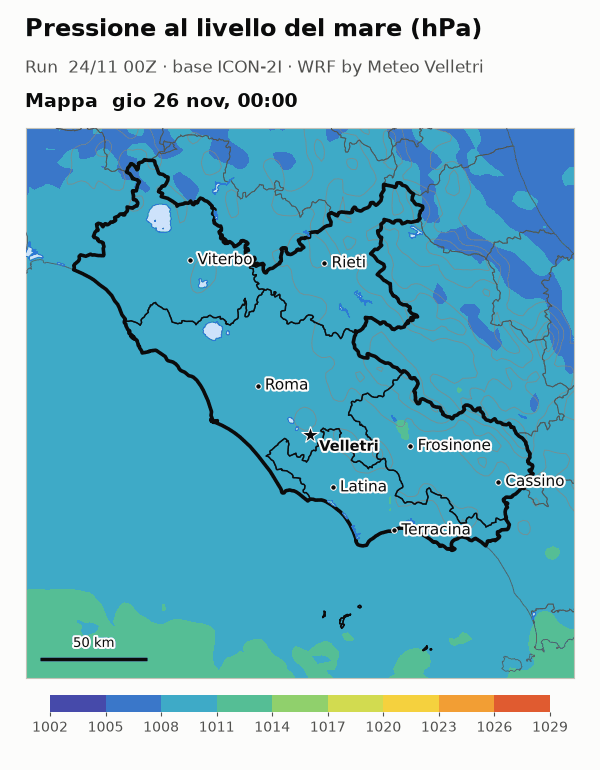 Pressione al livello del mare (hPa)
Run  24/11 00Z · base ICON-2I · WRF by Meteo Velletri
Mappa  gio 26 nov, 00:00
Viterbo
Rieti
Roma
Velletri
Frosinone
Cassino
Latina
Terracina
50 km
1002 1005 1008 1011 1014 1017 1020 1023 1026 1029